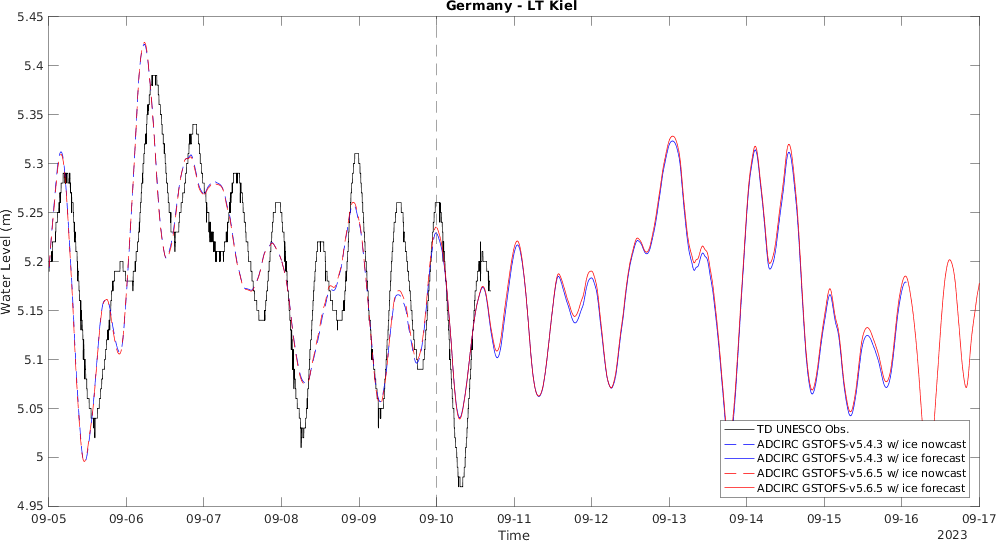 Germany - LT Kiel
5.45
5.4
5.35
5.3
5.25
5.2
5.15
5.1
5.05
5
4.95
Water Level (m)
09-05 09-06 09-07 09-08 09-09 09-10 09-11 09-12 09-13 09-14 09-15 09-16 09-17
Time
2023
TD UNESCO Obs.
ADCIRC GSTOFS-v5.4.3 w/ ice nowcast
ADCIRC GSTOFS-v5.4.3 w/ ice forecast
ADCIRC GSTOFS-v5.6.5 w/ ice nowcast
ADCIRC GSTOFS-v5.6.5 w/ ice forecast